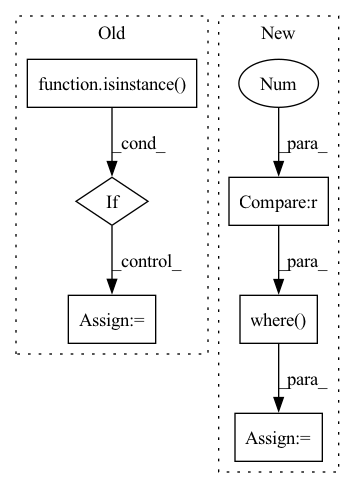 Old
New
function.isinstance()
Num
_cond_
_para_
If
Compare:r
_control_
_para_
Assign:=
where()
_para_
Assign:=